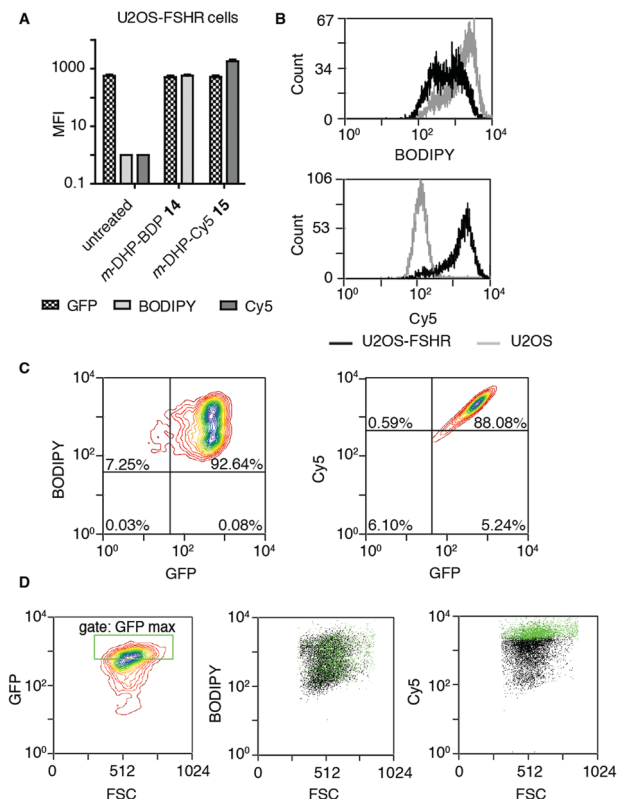 A
U2OS-FSHR cells
MFI
1000
10
0.1
untreated
m-DHP-BDP 14
m-DHP-Cy5 15
GFP BODIPY Cy5
B
Count
67
34
0
10⁰ 10² 10⁴
BODIPY
Count
106
53
0
10⁰ 10² 10⁴
Cy5
U2OS-FSHR U2OS
C
BODIPY
10⁴
10²
10⁰
7.25% 92.64%
0.03% 0.08%
10⁰ 10² 10⁴
GFP
Cy5
10⁴
10²
10⁰
0.59% 88.08%
6.10% 5.24%
10⁰ 10² 10⁴
GFP
D
GFP
10⁴
10²
10⁰
gate: GFP max
0 512 1024
FSC
BODIPY
10⁴
10²
10⁰
0 512 1024
FSC
Cy5
10⁴
10²
10⁰
0 512 1024
FSC